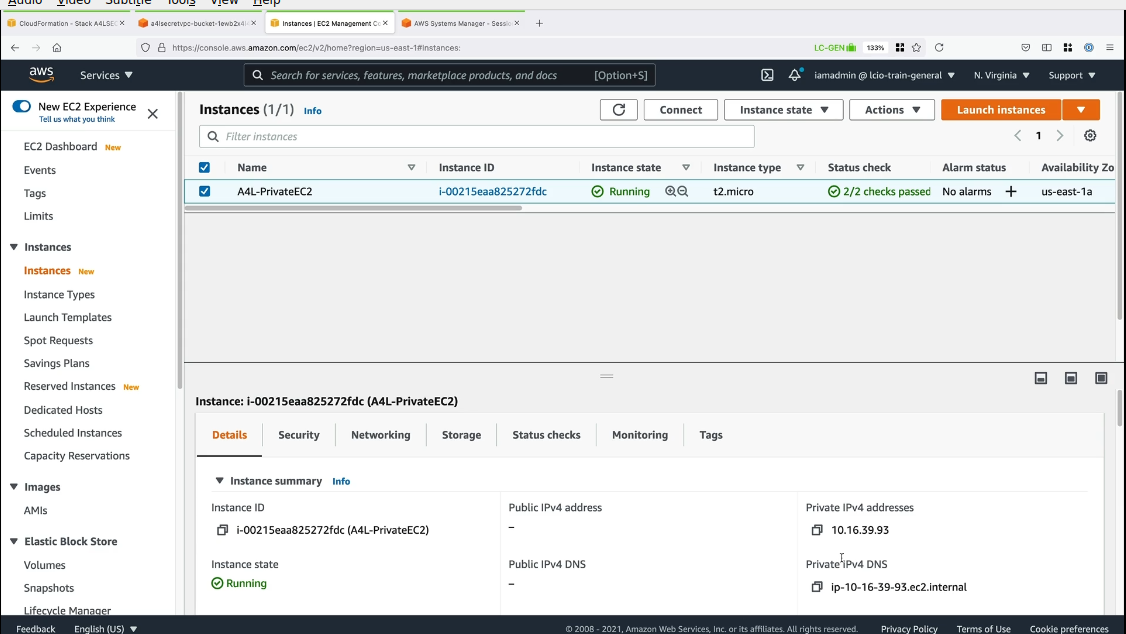 Audio Video Subtitle Tools View Help
CloudFormation - Stack A4LSEC
a4lsecretvpc-bucket-1ewb2x4l
Instances | EC2 Management Co
AWS Systems Manager - Sessio
https://console.aws.amazon.com/ec2/v2/home?region=us-east-1#Instances:
LC-GEN
133%
aws
Services
Search for services, features, marketplace products, and docs
[Option+S]
iamadmin @ lcio-train-general
N. Virginia
Support
New EC2 Experience
Tell us what you think
EC2 Dashboard New
Events
Tags
Limits
Instances
Instances New
Instance Types
Launch Templates
Spot Requests
Savings Plans
Reserved Instances New
Dedicated Hosts
Scheduled Instances
Capacity Reservations
Images
AMIs
Elastic Block Store
Volumes
Snapshots
Lifecycle Manager
Instances (1/1) Info
Connect
Instance state
Actions
Launch instances
Filter instances
1
Name Instance ID Instance state Instance type Status check Alarm status Availability Zo
A4L-PrivateEC2 i-00215eaa825272fdc Running t2.micro 2/2 checks passed No alarms + us-east-1a
Instance: i-00215eaa825272fdc (A4L-PrivateEC2)
Details Security Networking Storage Status checks Monitoring Tags
Instance summary Info
Instance ID
i-00215eaa825272fdc (A4L-PrivateEC2)
Public IPv4 address
–
Private IPv4 addresses
10.16.39.93
Instance state
Running
Public IPv4 DNS
–
Private IPv4 DNS
ip-10-16-39-93.ec2.internal
Feedback English (US) © 2008 - 2021, Amazon Web Services, Inc. or its affiliates. All rights reserved. Privacy Policy Terms of Use Cookie preferences